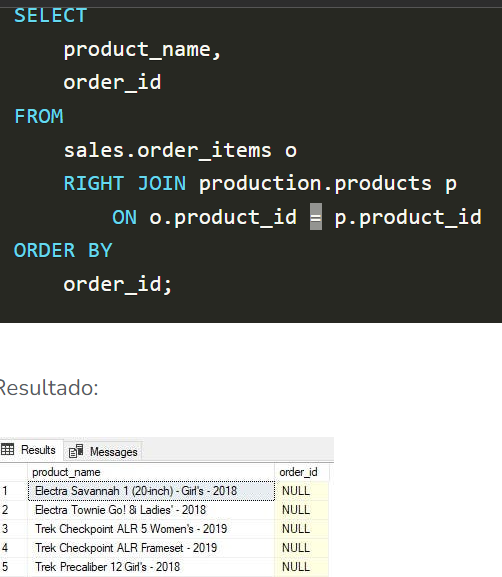 SELECT
product_name,
order_id
FROM
sales.order_items o
RIGHT JOIN production.products p
ON o.product_id = p.product_id
ORDER BY
order_id;
Resultado:
Results Messages
product_name order_id
1 Electra Savannah 1 (20-inch) - Girl's - 2018 NULL
2 Electra Townie Go! 8i Ladies' - 2018 NULL
3 Trek Checkpoint ALR 5 Women's - 2019 NULL
4 Trek Checkpoint ALR Frameset - 2019 NULL
5 Trek Precaliber 12 Girl's - 2018 NULL